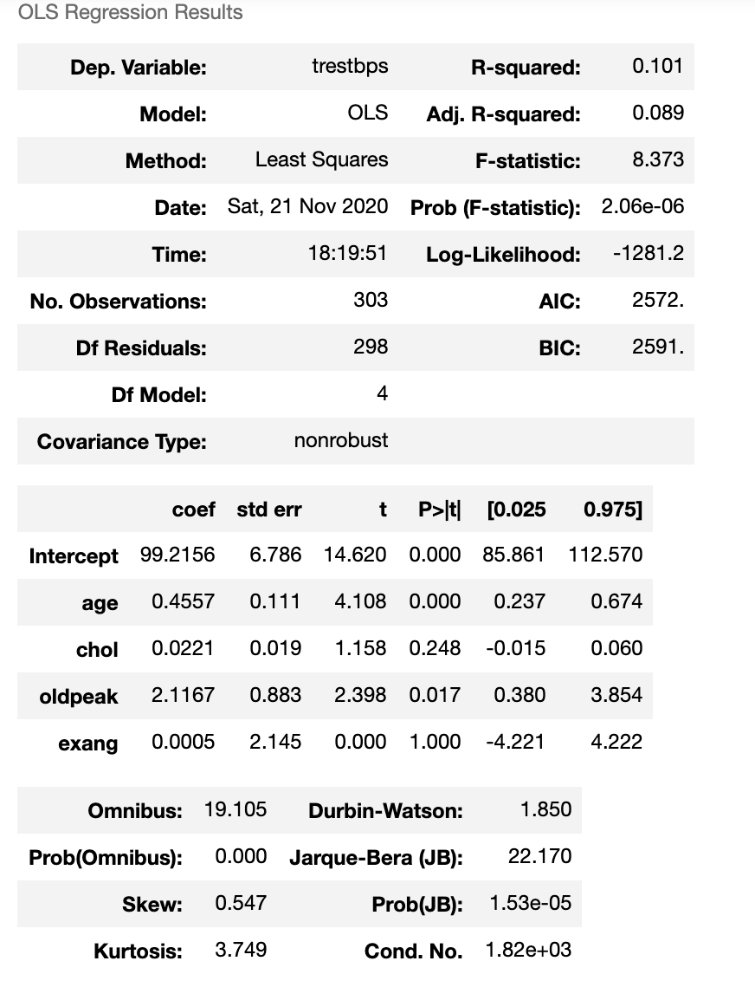 OLS Regression Results
Dep. Variable: trestbps R-squared: 0.101
Model: OLS Adj. R-squared: 0.089
Method: Least Squares F-statistic: 8.373
Date: Sat, 21 Nov 2020 Prob (F-statistic): 2.06e-06
Time: 18:19:51 Log-Likelihood: -1281.2
No. Observations: 303 AIC: 2572.
Df Residuals: 298 BIC: 2591.
Df Model: 4
Covariance Type: nonrobust
coef std err t P>|t| [0.025 0.975]
Intercept 99.2156 6.786 14.620 0.000 85.861 112.570
age 0.4557 0.111 4.108 0.000 0.237 0.674
chol 0.0221 0.019 1.158 0.248 -0.015 0.060
oldpeak 2.1167 0.883 2.398 0.017 0.380 3.854
exang 0.0005 2.145 0.000 1.000 -4.221 4.222
Omnibus: 19.105 Durbin-Watson: 1.850
Prob(Omnibus): 0.000 Jarque-Bera (JB): 22.170
Skew: 0.547 Prob(JB): 1.53e-05
Kurtosis: 3.749 Cond. No. 1.82e+03